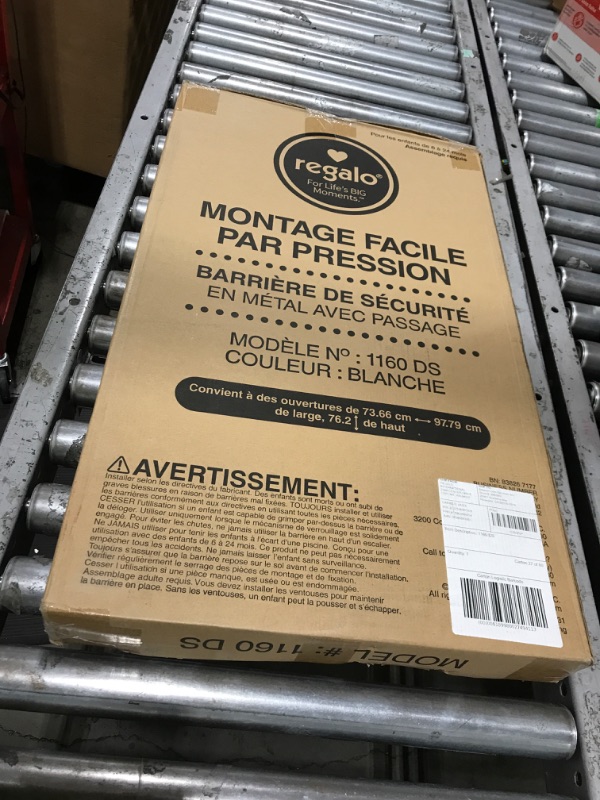 Pour les enfants de 6 à 24 mois
Assemblage requis
regalo®
For Life's BIG
Moments.™
MONTAGE FACILE
PAR PRESSION
BARRIÈRE DE SÉCURITÉ
EN MÉTAL AVEC PASSAGE
MODÈLE Nº : 1160 DS
COULEUR : BLANCHE
Convient à des ouvertures de 73.66 cm ⟷ 97.79 cm
de large, 76.2 ↕ de haut
⚠AVERTISSEMENT:
Installer selon les directives du fabricant. Des enfants sont morts ou ont subi de
graves blessures en raison de barrières mal fixées. TOUJOURS installer et utiliser
les barrières conformément aux directives en utilisant toutes les pièces nécessaires.
CESSER l'utilisation si un enfant est capable de grimper par-dessus la barrière ou de
la déloger. Utiliser uniquement lorsque le mécanisme de verrouillage est solidement
engagé. Pour éviter les chutes, ne jamais utiliser la barrière en haut d'un escalier.
Ne JAMAIS utiliser pour tenir les enfants à l'écart d'une piscine. Conçu pour une
utilisation avec des enfants de 6 à 24 mois. Ce produit ne peut pas nécessairement
empêcher tous les accidents. Ne jamais laisser l'enfant sans surveillance.
Toujours s'assurer que la barrière repose sur le sol avant de commencer l'installation.
Vérifier régulièrement le serrage des pièces de montage et de fixation.
Cesser l'utilisation si une pièce manque, est usée ou est endommagée.
Assemblage adulte requis. Vous devez installer les ventouses pour maintenir
la barrière en place. Sans les ventouses, un enfant peut la pousser et s'échapper.
3200 Co
Call to
©
All rig
MODEL #: 1160 DS